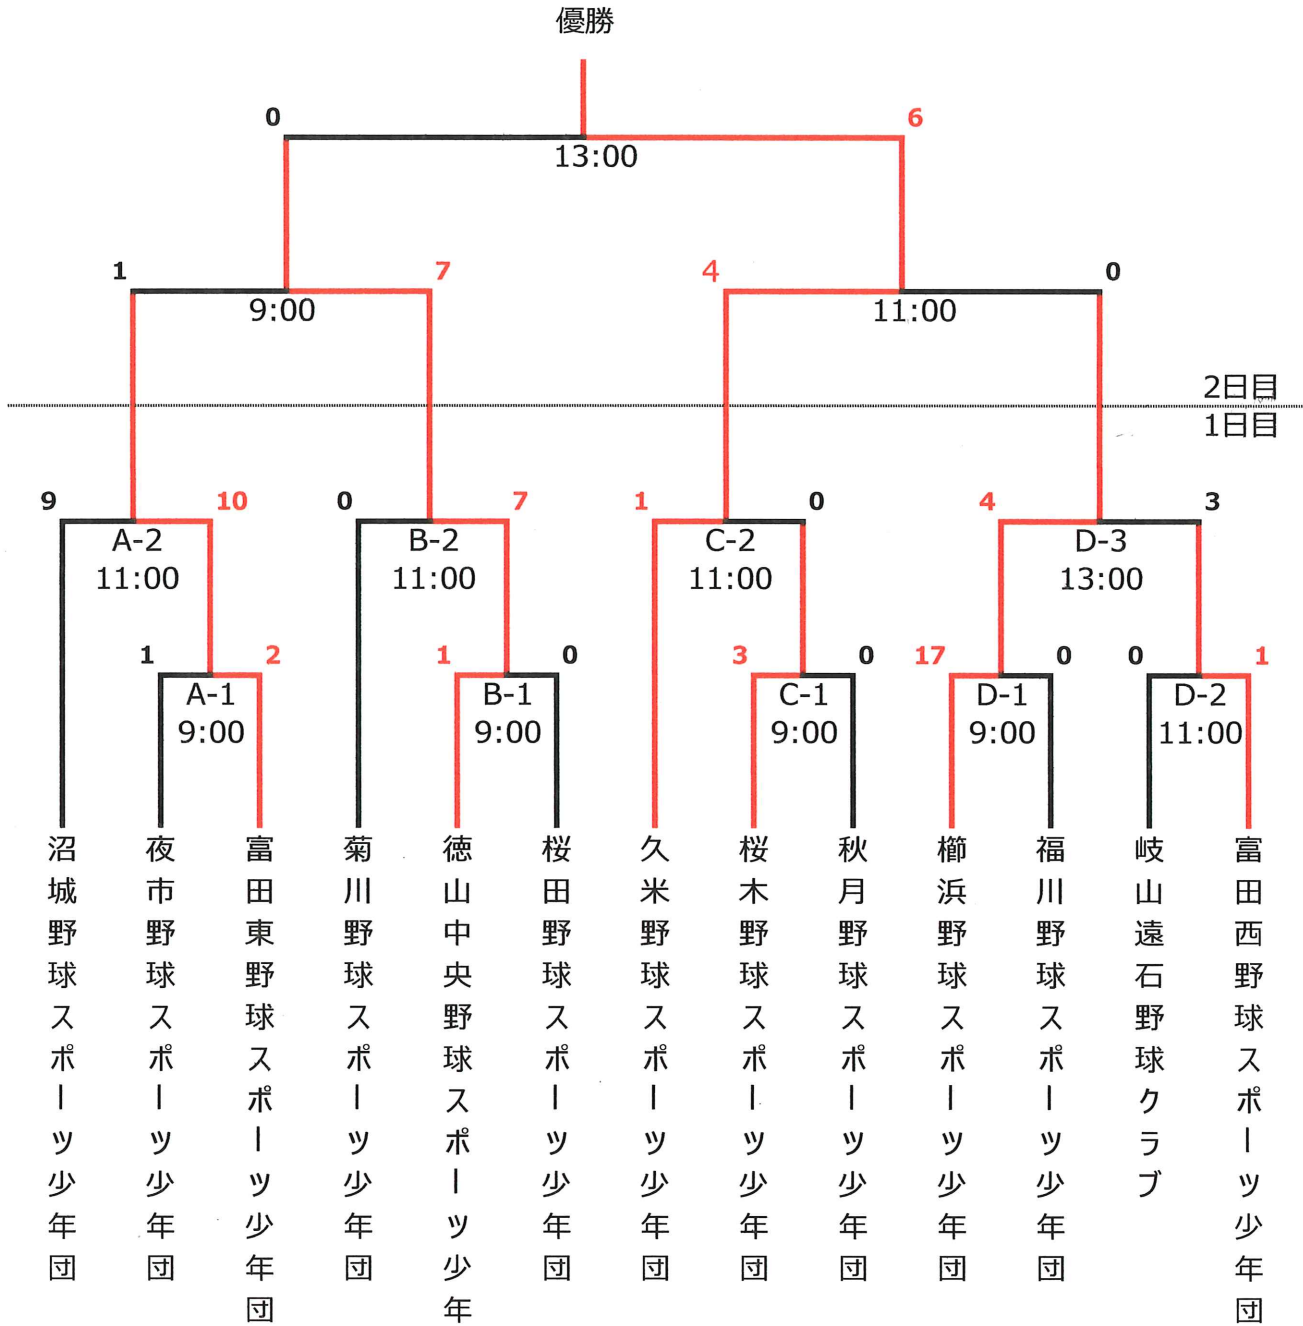 優勝
0
6
13:00
1
7
4
0
9:00
11:00
2日目
1日目
9
10
0
7
1
0
4
3
A-2
B-2
C-2
D-3
11:00
11:00
11:00
13:00
1
2
1
0
3
0
17
0
0
1
A-1
B-1
C-1
D-1
D-2
9:00
9:00
9:00
9:00
11:00
沼城野球スポーツ少年団
夜市野球スポーツ少年団
富田東野球スポーツ少年団
菊川野球スポーツ少年団
徳山中央野球スポーツ少年
桜田野球スポーツ少年団
久米野球スポーツ少年団
桜木野球スポーツ少年団
秋月野球スポーツ少年団
櫛浜野球スポーツ少年団
福川野球スポーツ少年団
岐山遠石野球クラブ
富田西野球スポーツ少年団